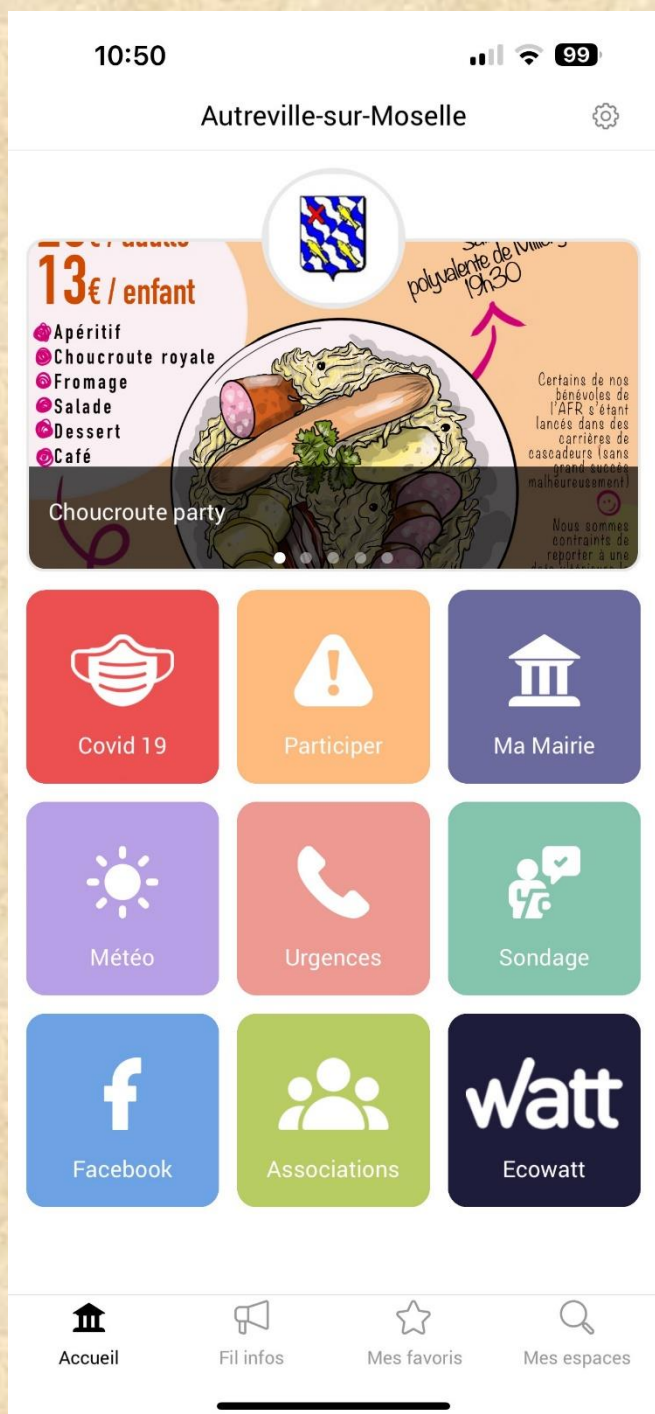 10:50
99
Autreville-sur-Moselle
13€ / enfant
Apéritif
Choucroute royale
Fromage
Salade
Dessert
Café
polyvalente de
19h30
Certains de nos
bénévoles de
l'AFR s'étant
lancés dans des
carrières de
cascadeurs (sans
grand succès
malheureusement)
Nous sommes
contraints de
reporter à une
Choucroute party
Covid 19
Participer
Ma Mairie
Météo
Urgences
Sondage
f
Facebook
Associations
watt
Ecowatt
Accueil
Fil infos
Mes favoris
Mes espaces